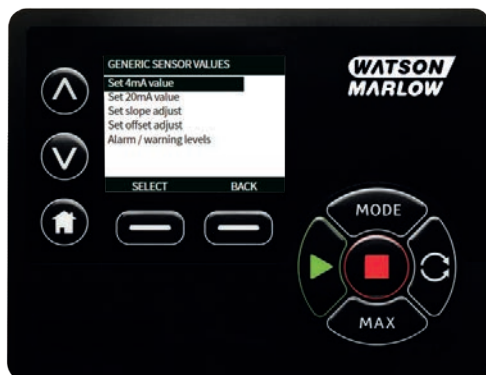 GENERIC SENSOR VALUES
Set 4mA value
Set 20mA value
Set slope adjust
Set offset adjust
Alarm / warning levels
SELECT BACK
WATSON
MARLOW
MODE
MAX